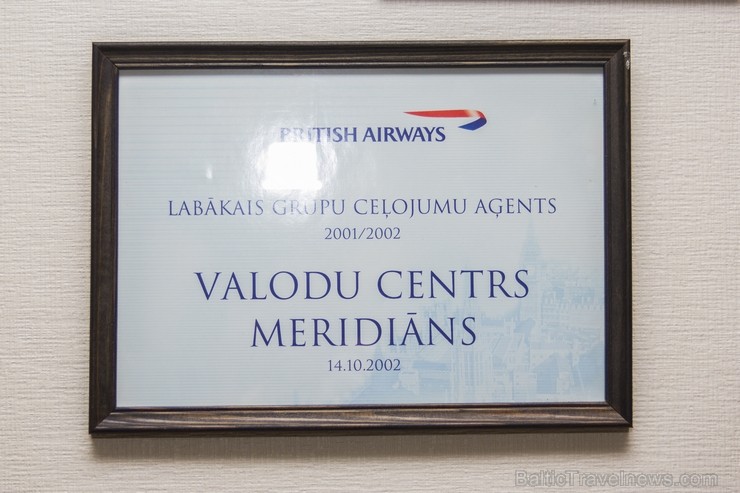 BRITISH AIRWAYS
LABĀKAIS GRUPU CEĻOJUMU AĢENTS
2001/2002
VALODU CENTRS
MERIDIĀNS
14.10.2002
BalticTravelnews.com